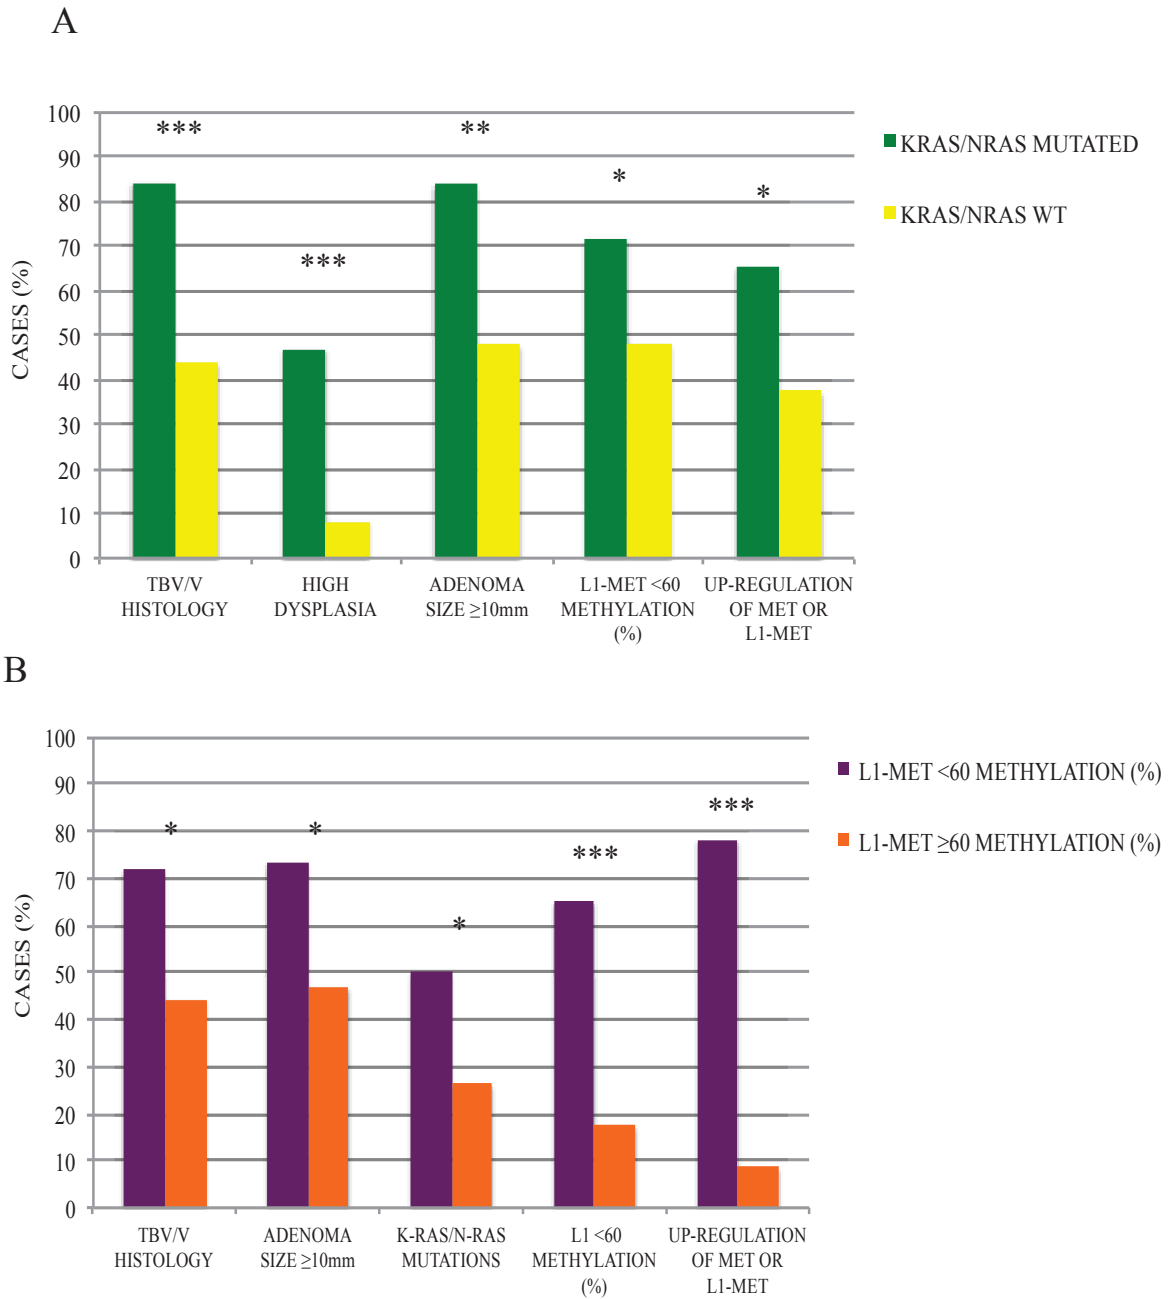 A
100
90
80
70
60
50
40
30
20
10
0
CASES (%)
***
***
**
*
*
KRAS/NRAS MUTATED
KRAS/NRAS WT
TBV/V
HISTOLOGY
HIGH
DYSPLASIA
ADENOMA
SIZE ≥10mm
L1-MET <60
METHYLATION
(%)
UP-REGULATION
OF MET OR
L1-MET
B
100
90
80
70
60
50
40
30
20
10
0
CASES (%)
*
*
*
***
***
L1-MET <60 METHYLATION (%)
L1-MET ≥60 METHYLATION (%)
TBV/V
HISTOLOGY
ADENOMA
SIZE ≥10mm
K-RAS/N-RAS
MUTATIONS
L1 <60
METHYLATION
(%)
UP-REGULATION
OF MET OR
L1-MET